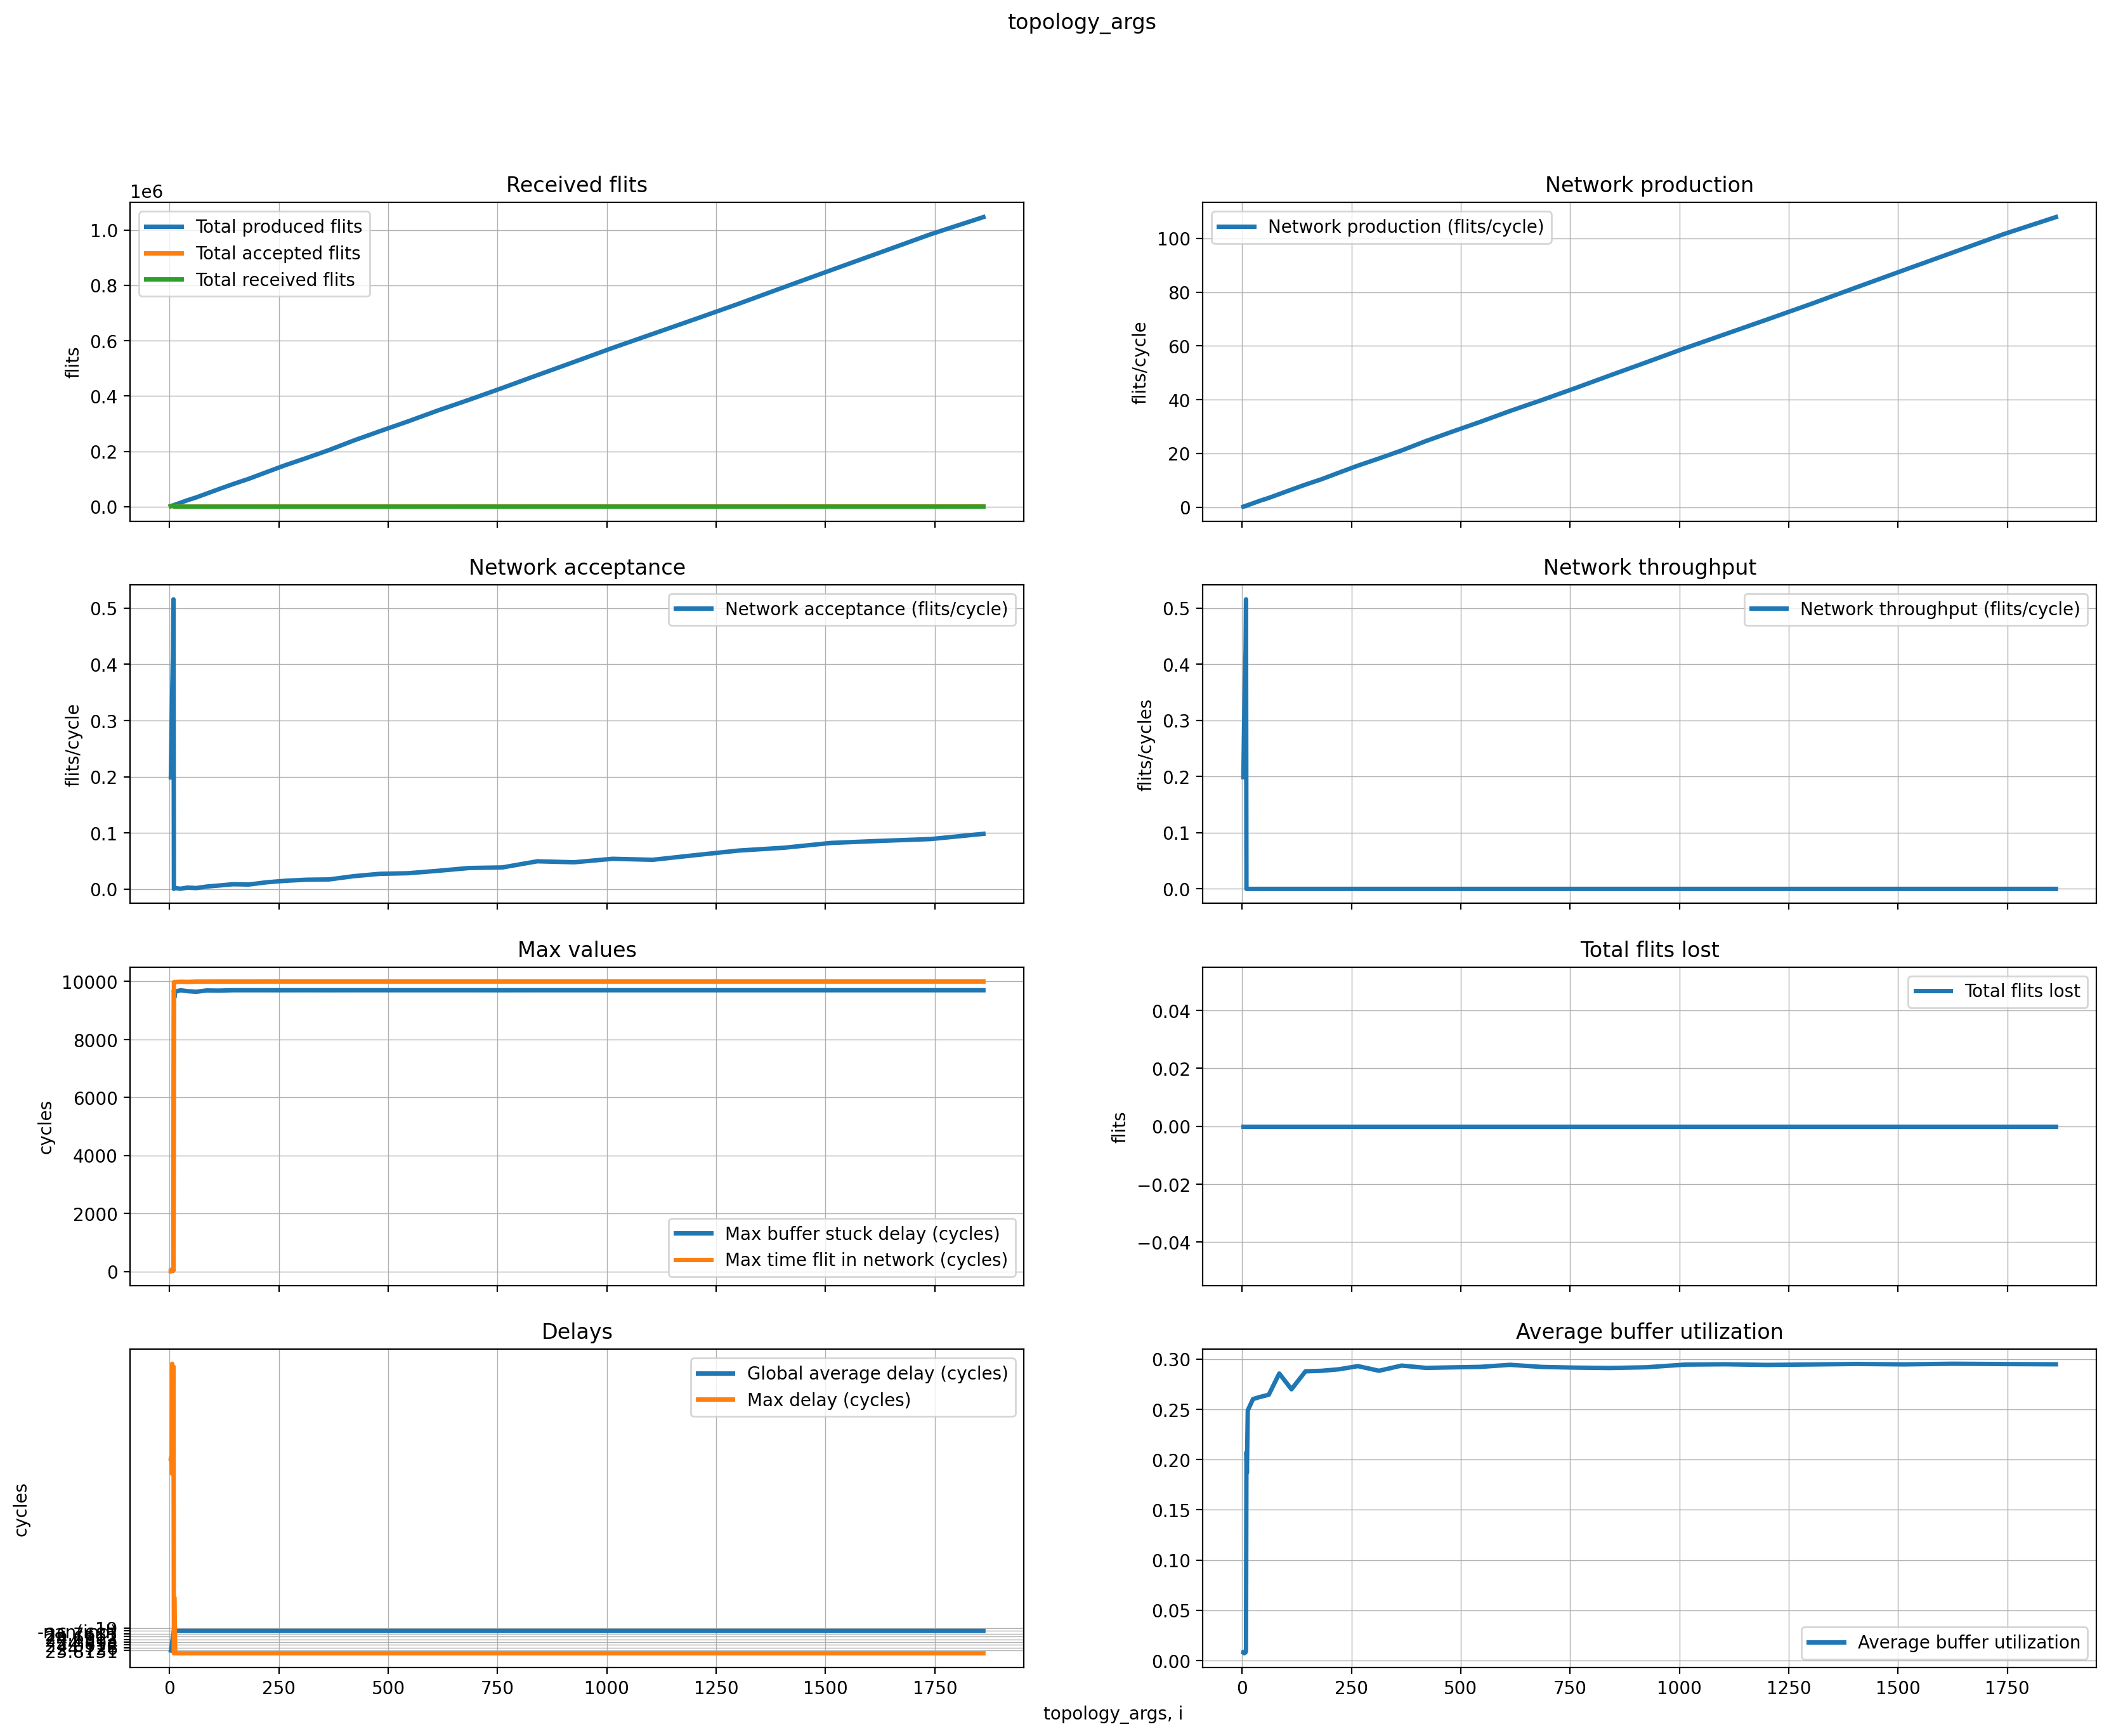 topology_args
Received flits
1e6
Total produced flits
Total accepted flits
Total received flits
flits
1.0
0.8
0.6
0.4
0.2
0.0
Network production
Network production (flits/cycle)
flits/cycle
100
80
60
40
20
0
Network acceptance
Network acceptance (flits/cycle)
flits/cycle
0.5
0.4
0.3
0.2
0.1
0.0
Network throughput
Network throughput (flits/cycle)
flits/cycles
0.5
0.4
0.3
0.2
0.1
0.0
Max values
Max buffer stuck delay (cycles)
Max time flit in network (cycles)
cycles
10000
8000
6000
4000
2000
0
Total flits lost
Total flits lost
flits
0.04
0.02
0.00
−0.02
−0.04
Delays
Global average delay (cycles)
Max delay (cycles)
cycles
0
250
500
750
1000
1250
1500
1750
Average buffer utilization
Average buffer utilization
0.30
0.25
0.20
0.15
0.10
0.05
0.00
0
250
500
750
1000
1250
1500
1750
topology_args, i